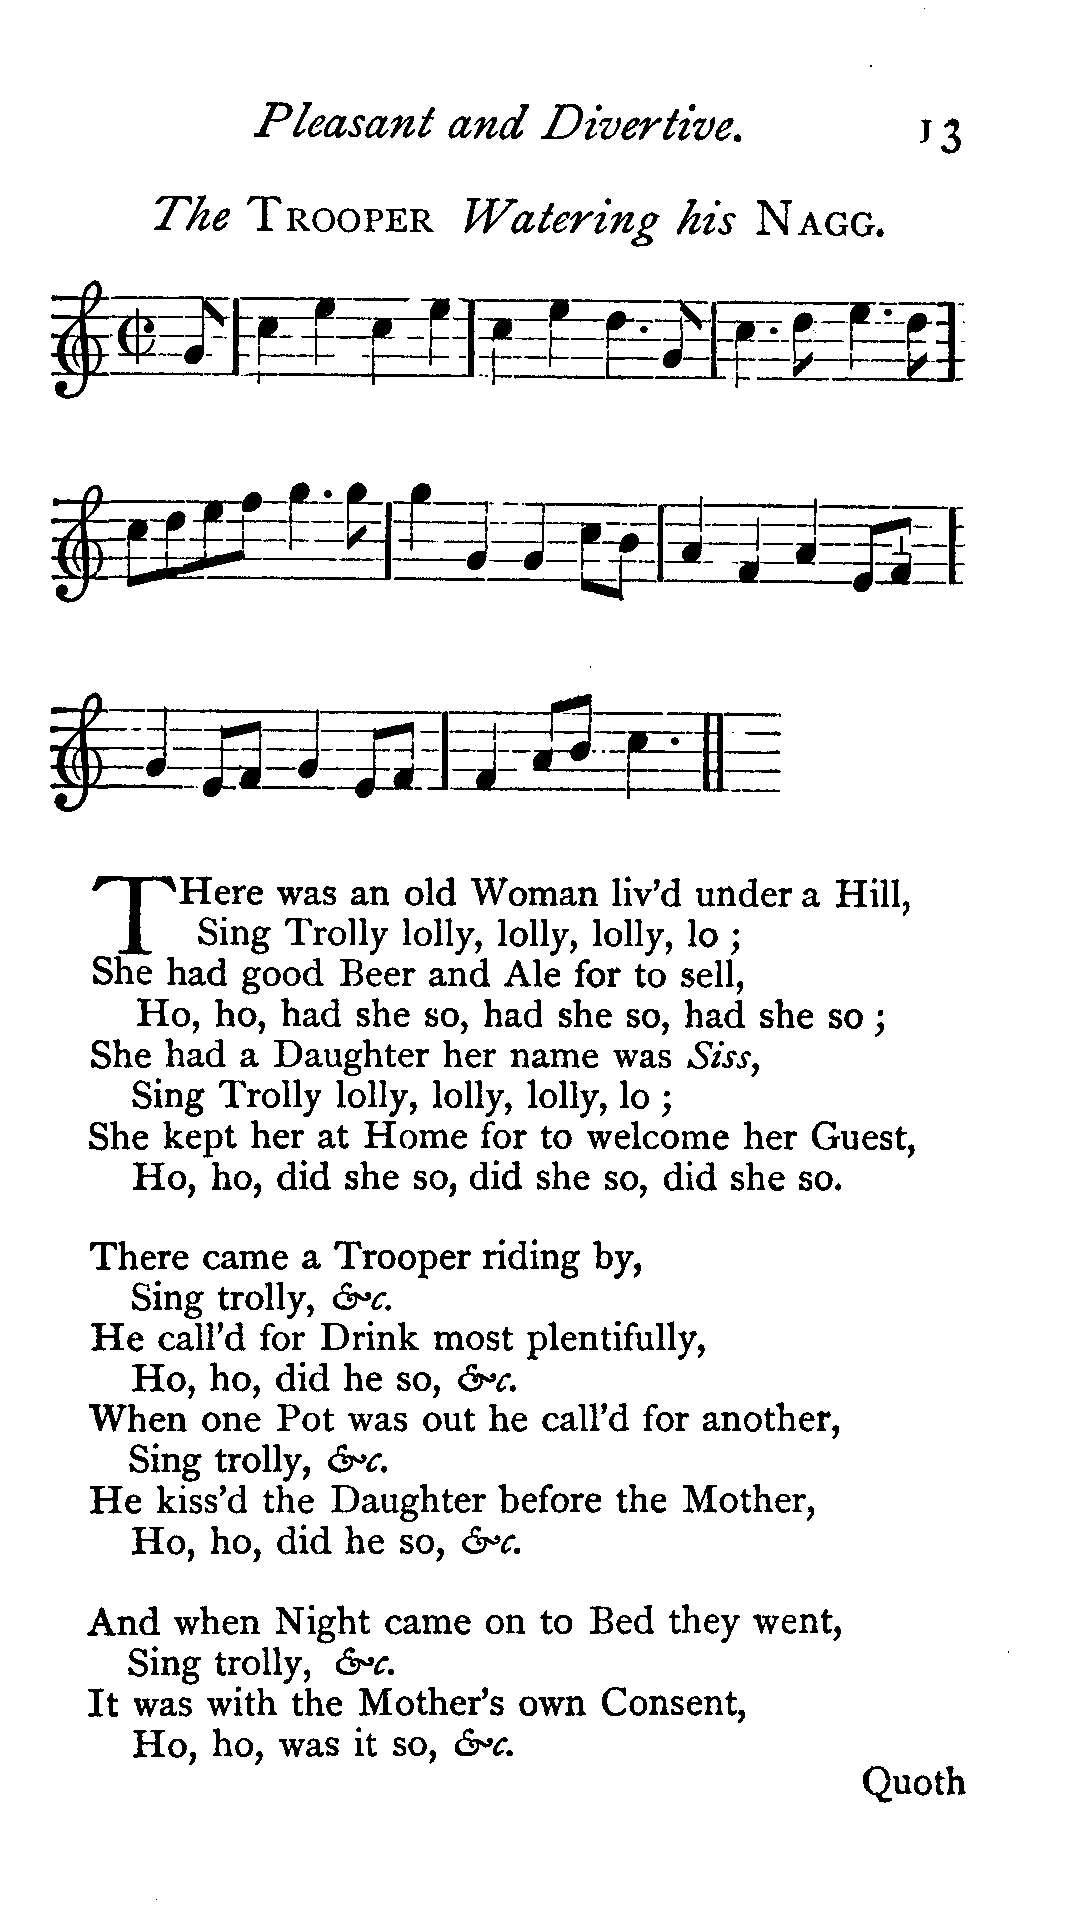 Pleasant and Divertive. 13
The TROOPER Watering his NAGG.
THere was an old Woman liv'd under a Hill,
Sing Trolly lolly, lolly, lolly, lo ;
She had good Beer and Ale for to sell,
Ho, ho, had she so, had she so, had she so ;
She had a Daughter her name was Siss,
Sing Trolly lolly, lolly, lolly, lo ;
She kept her at Home for to welcome her Guest,
Ho, ho, did she so, did she so, did she so.
There came a Trooper riding by,
Sing trolly, &c.
He call'd for Drink most plentifully,
Ho, ho, did he so, &c.
When one Pot was out he call'd for another,
Sing trolly, &c.
He kiss'd the Daughter before the Mother,
Ho, ho, did he so, &c.
And when Night came on to Bed they went,
Sing trolly, &c.
It was with the Mother's own Consent,
Ho, ho, was it so, &c.
Quoth